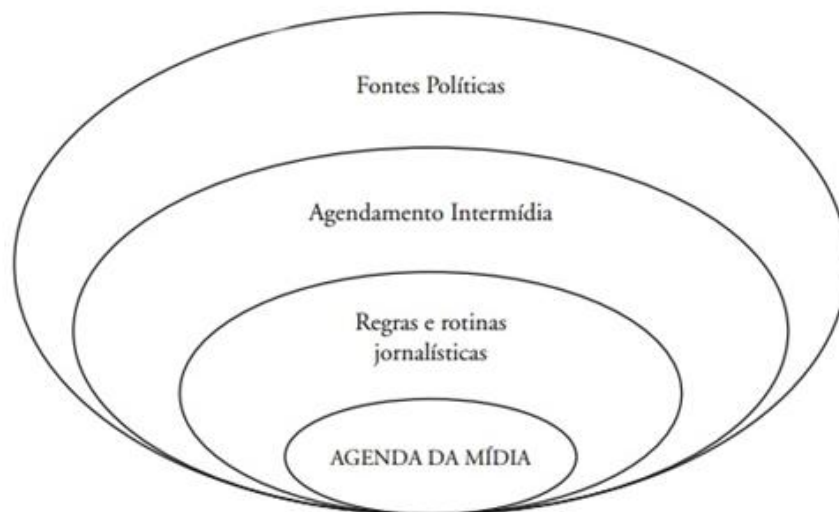 Fontes Políticas
Agendamento Intermídia
Regras e rotinas
jornalísticas
AGENDA DA MÍDIA